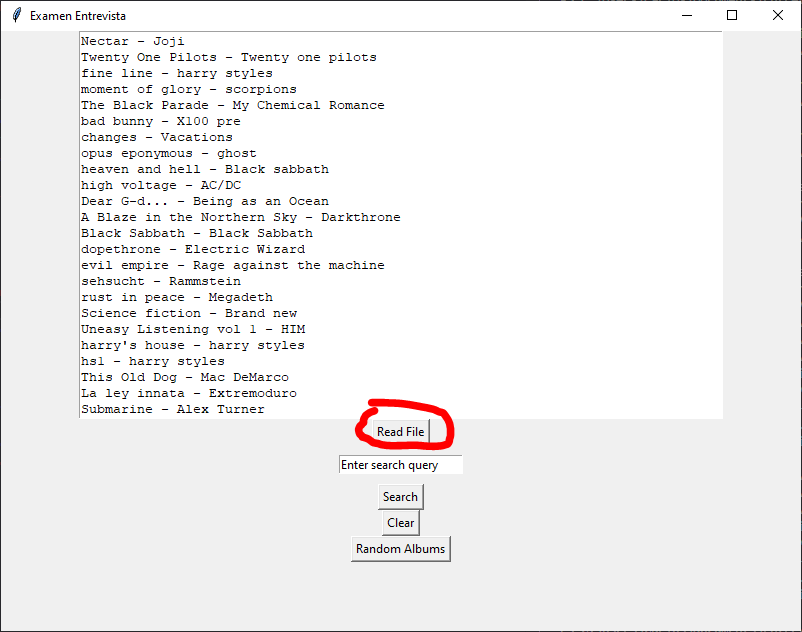 Examen Entrevista
Nectar - Joji
Twenty One Pilots - Twenty one pilots
fine line - harry styles
moment of glory - scorpions
The Black Parade - My Chemical Romance
bad bunny - X100 pre
changes - Vacations
opus eponymous - ghost
heaven and hell - Black sabbath
high voltage - AC/DC
Dear G-d... - Being as an Ocean
A Blaze in the Northern Sky - Darkthrone
Black Sabbath - Black Sabbath
dopethrone - Electric Wizard
evil empire - Rage against the machine
sehsucht - Rammstein
rust in peace - Megadeth
Science fiction - Brand new
Uneasy Listening vol 1 - HIM
harry's house - harry styles
hs1 - harry styles
This Old Dog - Mac DeMarco
La ley innata - Extremoduro
Submarine - Alex Turner
Read File
Enter search query
Search
Clear
Random Albums